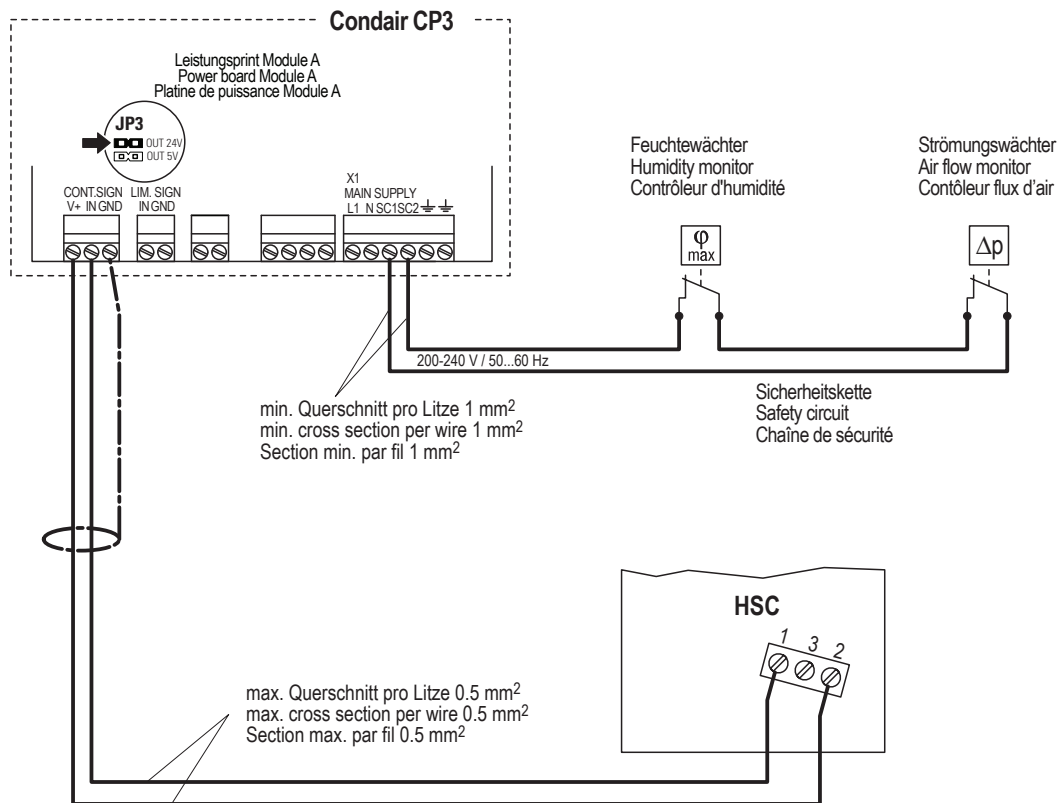 Condair CP3
Leistungsprint Module A
Power board Module A
Platine de puissance Module A
JP3
OUT 24V
OUT 5V
CONT.SIGN LIM. SIGN
V+ IN GND IN GND
X1
MAIN SUPPLY
L1 N SC1 SC2
Feuchtewächter
Humidity monitor
Contrôleur d'humidité
Strömungswächter
Air flow monitor
Contôleur flux d'air
φ
max
Δp
200-240 V / 50...60 Hz
min. Querschnitt pro Litze 1 mm²
min. cross section per wire 1 mm²
Section min. par fil 1 mm²
Sicherheitskette
Safety circuit
Chaîne de sécurité
HSC
1 3 2
max. Querschnitt pro Litze 0.5 mm²
max. cross section per wire 0.5 mm²
Section max. par fil 0.5 mm²